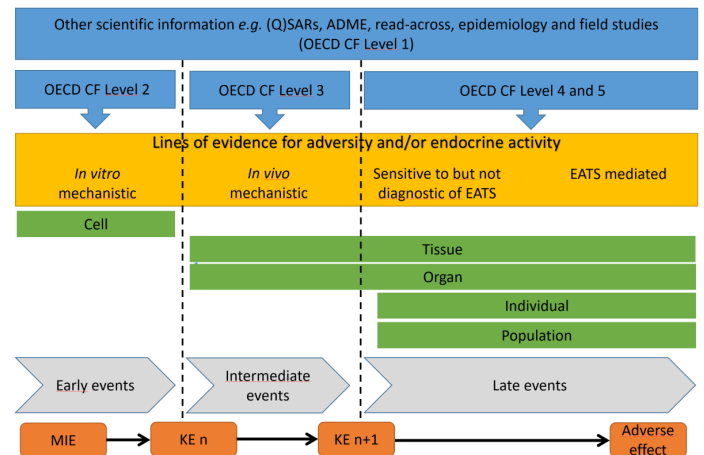 Other scientific information e.g. (Q)SARs, ADME, read-across, epidemiology and field studies
(OECD CF Level 1)
OECD CF Level 2
OECD CF Level 3
OECD CF Level 4 and 5
Lines of evidence for adversity and/or endocrine activity
In vitro
mechanistic
In vivo
mechanistic
Sensitive to but not
diagnostic of EATS
EATS mediated
Cell
Tissue
Organ
Individual
Population
Early events
Intermediate
events
Late events
MIE
KE n
KE n+1
Adverse
effect